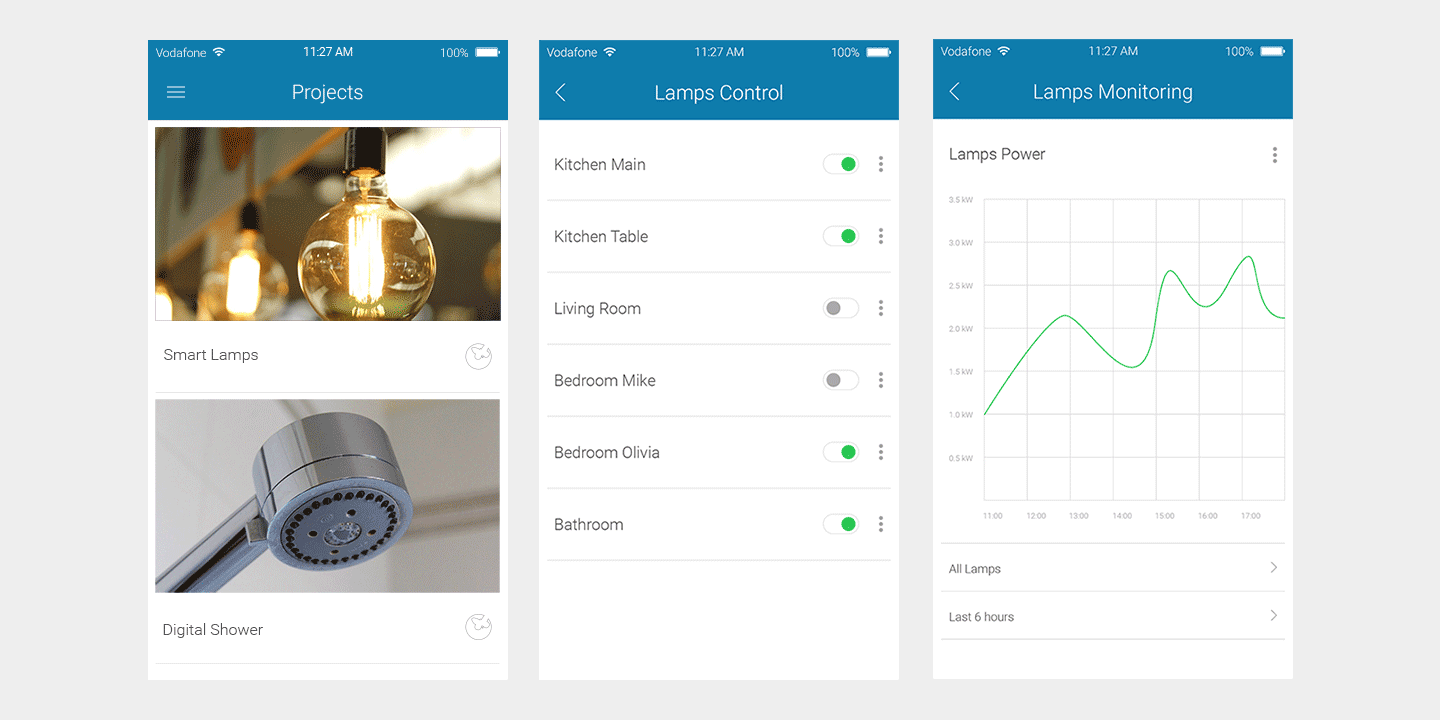 Vodafone 11:27 AM 100%
Projects
Smart Lamps
Digital Shower
Vodafone 11:27 AM 100%
Lamps Control
Kitchen Main
Kitchen Table
Living Room
Bedroom Mike
Bedroom Olivia
Bathroom
Vodafone 11:27 AM 100%
Lamps Monitoring
Lamps Power
3.5 kW
3.0 kW
2.5 kW
2.0 kW
1.5 kW
1.0 kW
0.5 kW
11:00 12:00 13:00 14:00 15:00 16:00 17:00
All Lamps
Last 6 hours